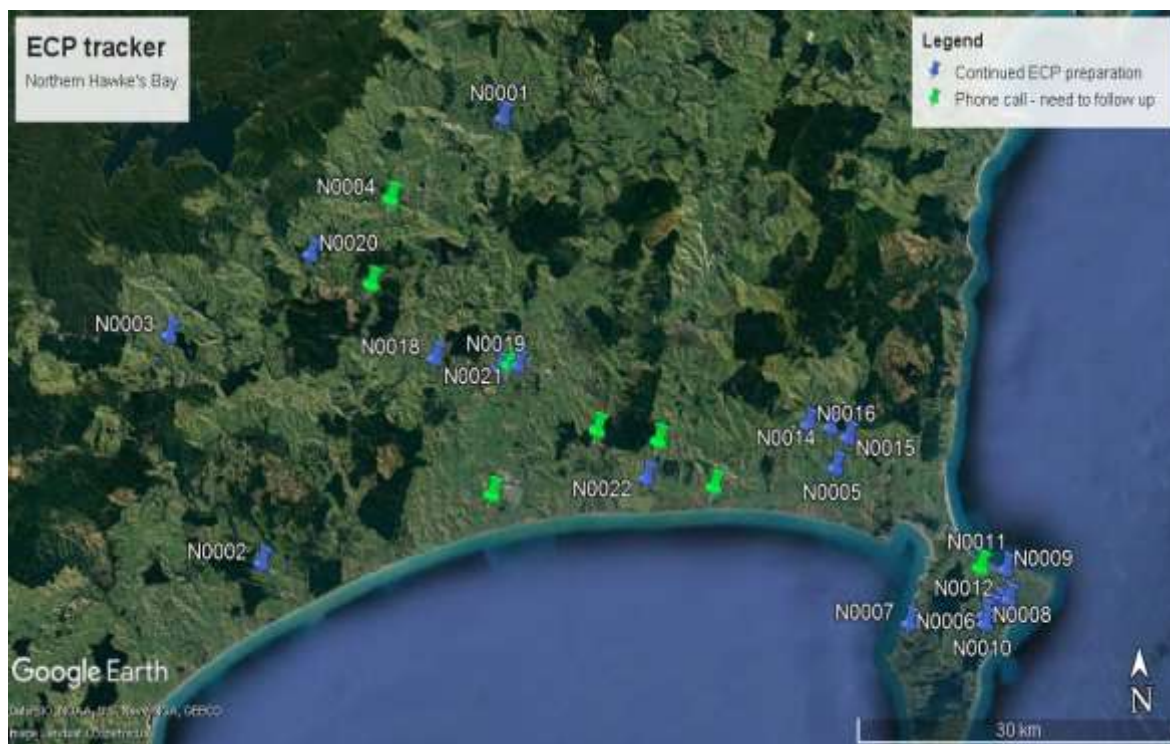 ECP tracker
Northern Hawke's Bay
Legend
Continued ECP preparation
Phone call - need to follow up
N0001
N0004
N0020
N0003
N0018
N0019
N0021
N0016
N0014
N0015
N0022
N0005
N0002
N0011
N0009
N0012
N0007
N0006
N0008
N0010
Google Earth
N
30 km